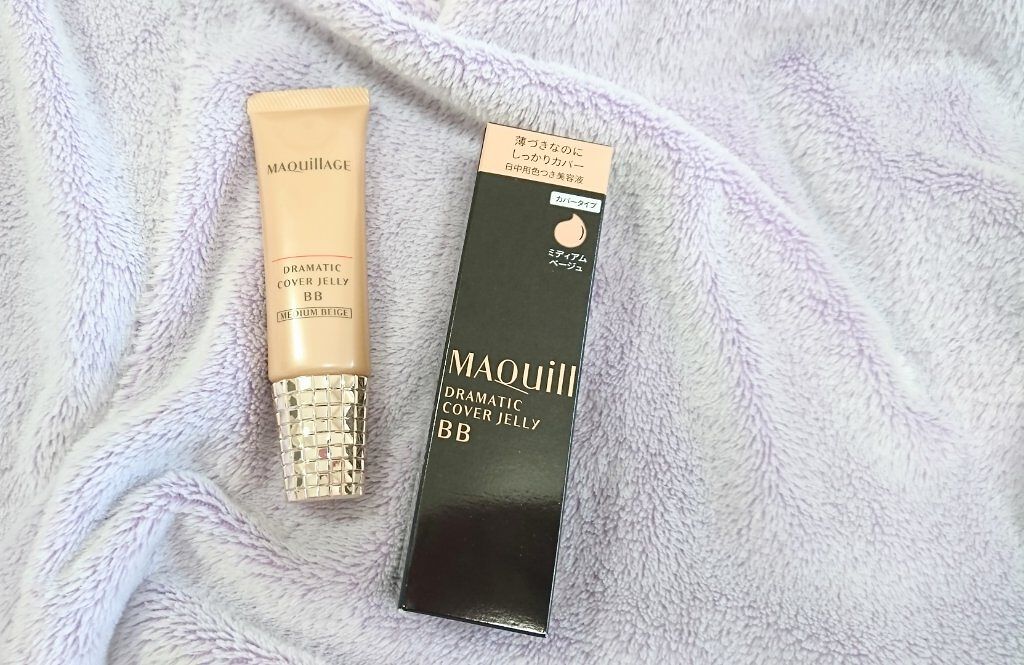 MAQuillAGE
DRAMATIC
COVER JELLY
BB
MEDIUM BEIGE
薄づきなのに
しっかりカバー
日中用色つき美容液
カバータイプ
ミディアム
ベージュ
MAQuill
DRAMATIC
COVER JELLY
BB